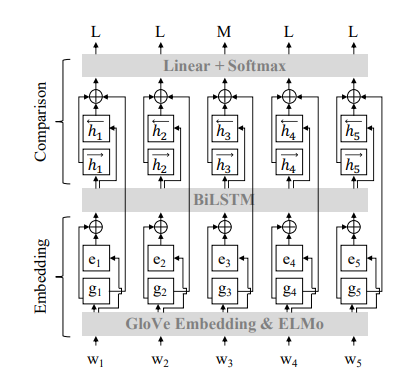 L L M L L
Linear + Softmax
Comparison
h₁ h₂ h₃ h₄ h₅
h₁ h₂ h₃ h₄ h₅
BiLSTM
Embedding
e₁ e₂ e₃ e₄ e₅
g₁ g₂ g₃ g₄ g₅
GloVe Embedding & ELMo
w₁ w₂ w₃ w₄ w₅